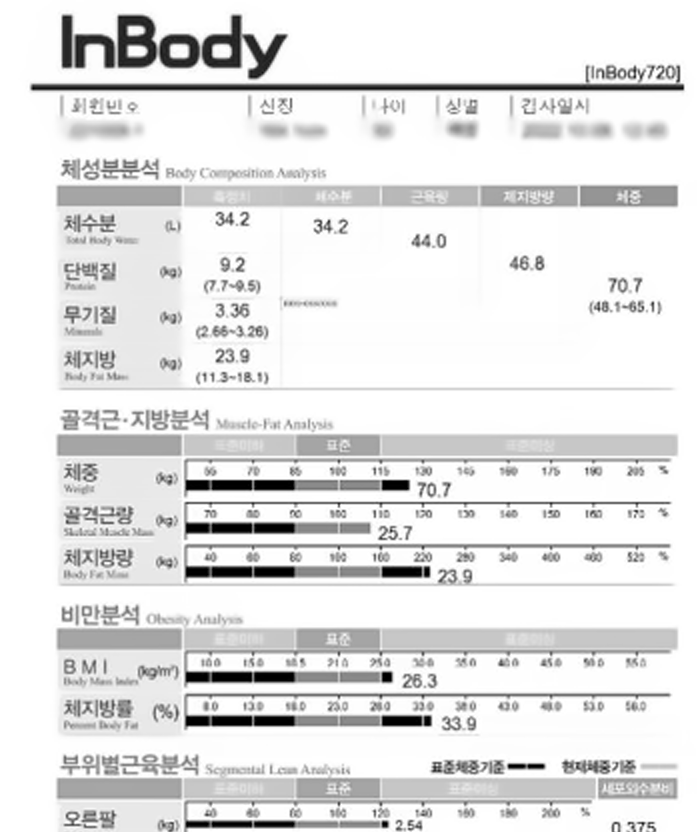 InBody
[InBody720]
회원번호 신장 나이 성별 검사일시
체성분분석 Body Composition Analysis
측정치 체수분 근육량 제지방량 체중
체수분 (L) 34.2 34.2 44.0 46.8 70.7
Total Body Water (48.1~65.1)
단백질 (kg) 9.2
Protein (7.7~9.5)
무기질 (kg) 3.36
Minerals (2.66~3.26)
체지방 (kg) 23.9
Body Fat Mass (11.3~18.1)
골격근·지방분석 Muscle-Fat Analysis
표준이하 표준 표준이상
체중 (kg) 55 70 85 100 115 130 145 160 175 190 205 %
Weight 70.7
골격근량 (kg) 70 80 90 100 110 120 130 140 150 160 170 %
Skeletal Muscle Mass 25.7
체지방량 (kg) 40 60 80 100 160 220 280 340 400 460 520 %
Body Fat Mass 23.9
비만분석 Obesity Analysis
표준이하 표준 표준이상
BMI (kg/m²) 10.0 15.0 18.5 21.0 25.0 30.0 35.0 40.0 45.0 50.0 55.0
Body Mass Index 26.3
체지방률 (%) 8.0 13.0 18.0 23.0 28.0 33.0 38.0 43.0 48.0 53.0 58.0
Percent Body Fat 33.9
부위별근육분석 Segmental Lean Analysis 표준체중기준 현재체중기준
표준이하 표준 표준이상 세포외수분비
오른팔 (kg) 40 60 80 100 120 140 160 180 200 %
2.54 0.375